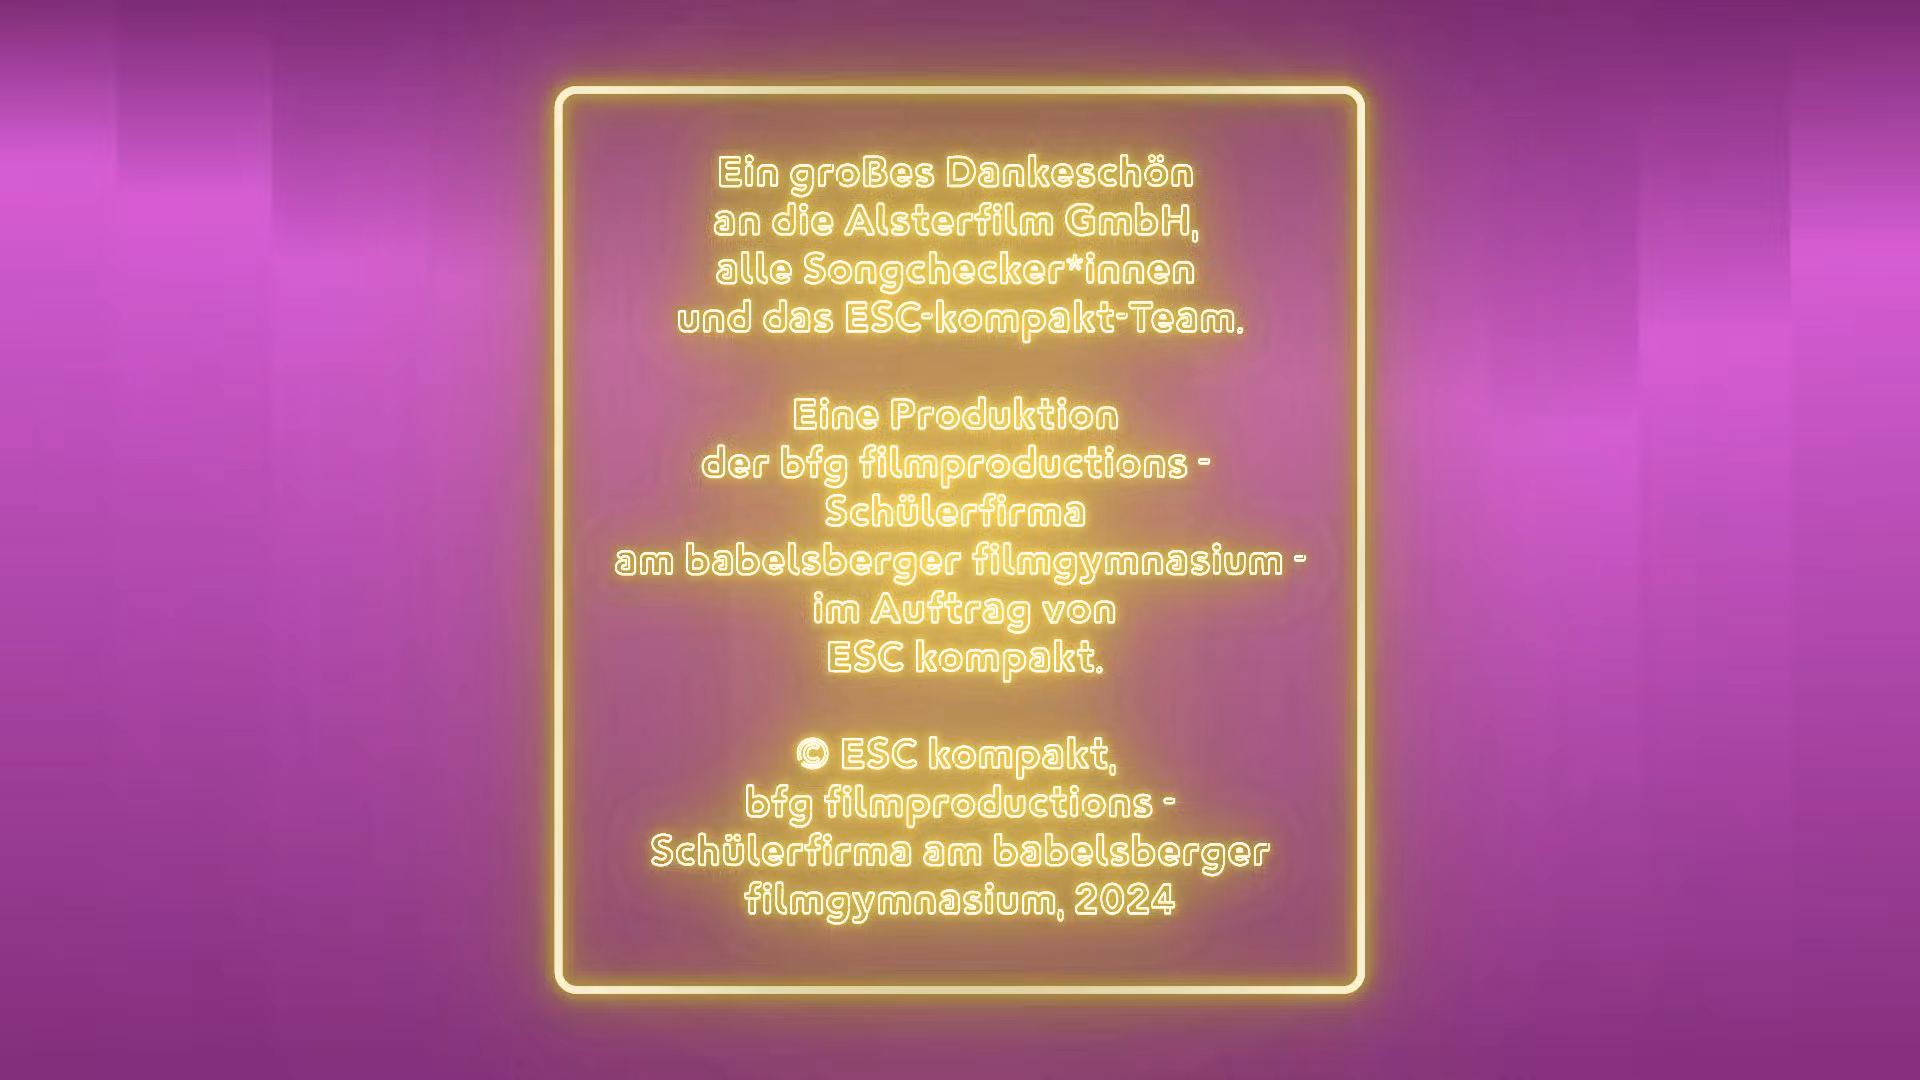 Ein großes Dankeschön
an die Alsterfilm GmbH,
alle Songchecker*innen
und das ESC-kompakt-Team.
Eine Produktion
der bfg filmproductions -
Schülerfirma
am babelsberger filmgymnasium -
im Auftrag von
ESC kompakt.
© ESC kompakt,
bfg filmproductions -
Schülerfirma am babelsberger
filmgymnasium, 2024